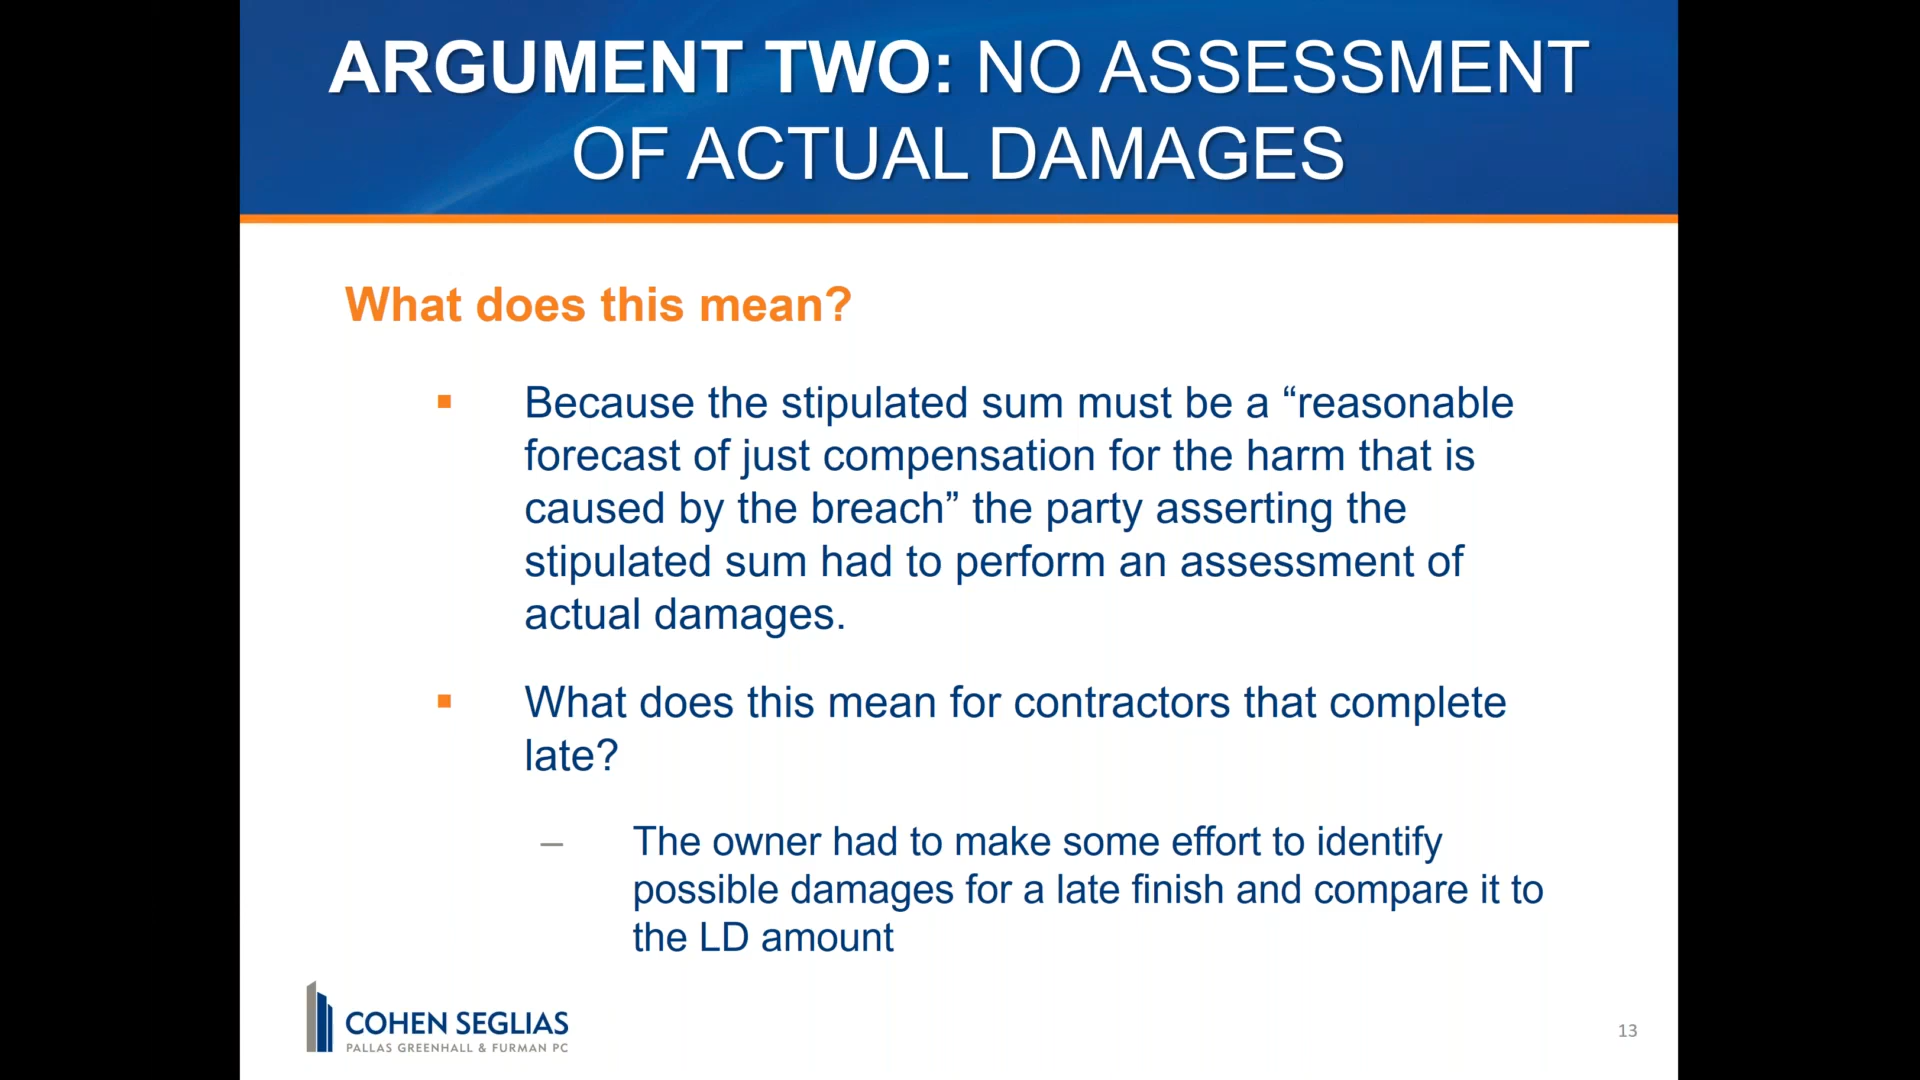 ARGUMENT TWO: NO ASSESSMENT
OF ACTUAL DAMAGES
What does this mean?
▪ Because the stipulated sum must be a “reasonable
forecast of just compensation for the harm that is
caused by the breach” the party asserting the
stipulated sum had to perform an assessment of
actual damages.
▪ What does this mean for contractors that complete
late?
– The owner had to make some effort to identify
possible damages for a late finish and compare it to
the LD amount
COHEN SEGLIAS
PALLAS GREENHALL & FURMAN PC
13